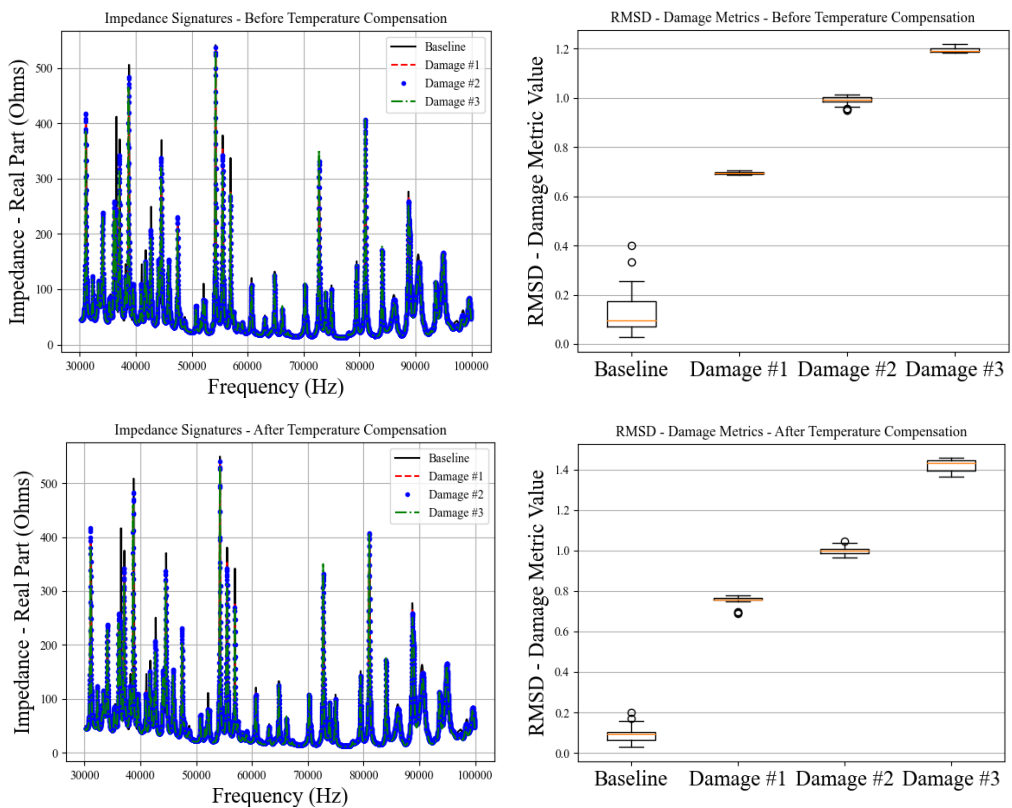 Impedance Signatures - Before Temperature Compensation
Impedance - Real Part (Ohms)
500
400
300
200
100
0
Baseline
Damage #1
Damage #2
Damage #3
30000 40000 50000 60000 70000 80000 90000 100000
Frequency (Hz)
RMSD - Damage Metrics - Before Temperature Compensation
RMSD - Damage Metric Value
1.2
1.0
0.8
0.6
0.4
0.2
0.0
Baseline Damage #1 Damage #2 Damage #3
Impedance Signatures - After Temperature Compensation
Impedance - Real Part (Ohms)
500
400
300
200
100
0
Baseline
Damage #1
Damage #2
Damage #3
30000 40000 50000 60000 70000 80000 90000 100000
Frequency (Hz)
RMSD - Damage Metrics - After Temperature Compensation
RMSD - Damage Metric Value
1.4
1.2
1.0
0.8
0.6
0.4
0.2
0.0
Baseline Damage #1 Damage #2 Damage #3